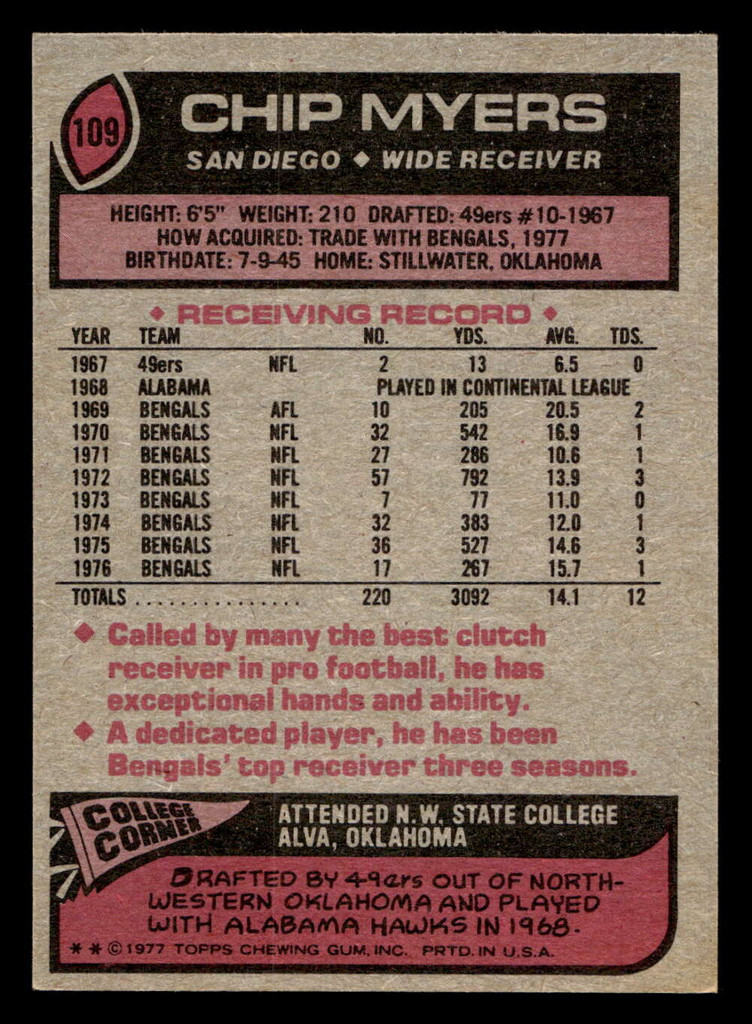 109
CHIP MYERS
SAN DIEGO ◆ WIDE RECEIVER
HEIGHT: 6'5" WEIGHT: 210 DRAFTED: 49ers #10-1967
HOW ACQUIRED: TRADE WITH BENGALS, 1977
BIRTHDATE: 7-9-45 HOME: STILLWATER, OKLAHOMA
◆ RECEIVING RECORD ◆
YEAR TEAM NO. YDS. AVG. TDS.
1967 49ers NFL 2 13 6.5 0
1968 ALABAMA PLAYED IN CONTINENTAL LEAGUE
1969 BENGALS AFL 10 205 20.5 2
1970 BENGALS NFL 32 542 16.9 1
1971 BENGALS NFL 27 286 10.6 1
1972 BENGALS NFL 57 792 13.9 3
1973 BENGALS NFL 7 77 11.0 0
1974 BENGALS NFL 32 383 12.0 1
1975 BENGALS NFL 36 527 14.6 3
1976 BENGALS NFL 17 267 15.7 1
TOTALS ................ 220 3092 14.1 12
◆ Called by many the best clutch
receiver in pro football, he has
exceptional hands and ability.
◆ A dedicated player, he has been
Bengals' top receiver three seasons.
COLLEGE
CORNER
ATTENDED N.W. STATE COLLEGE
ALVA, OKLAHOMA
DRAFTED BY 49ers OUT OF NORTH-
WESTERN OKLAHOMA AND PLAYED
WITH ALABAMA HAWKS IN 1968.
* * © 1977 TOPPS CHEWING GUM, INC. PRTD. IN U.S.A.